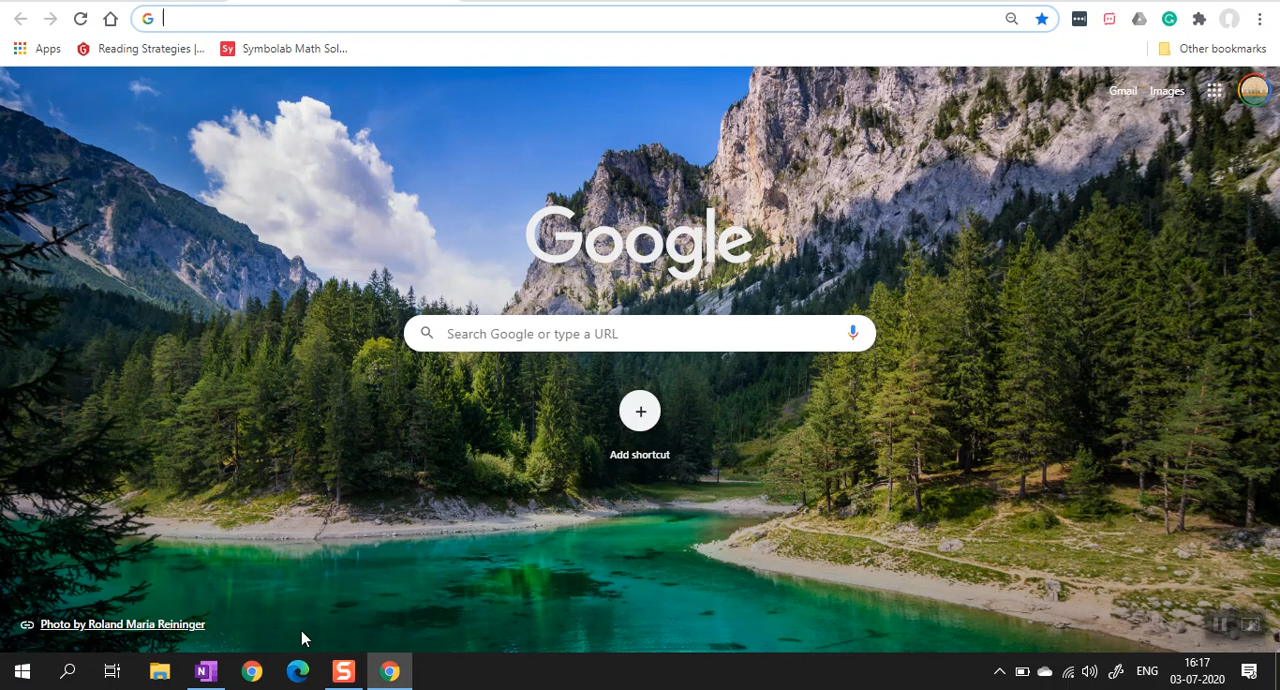 Apps Reading Strategies |... Sy Symbolab Math Sol... Other bookmarks
Gmail Images
Google
Search Google or type a URL
Add shortcut
Photo by Roland Maria Reininger
N S ENG 16:17
03-07-2020